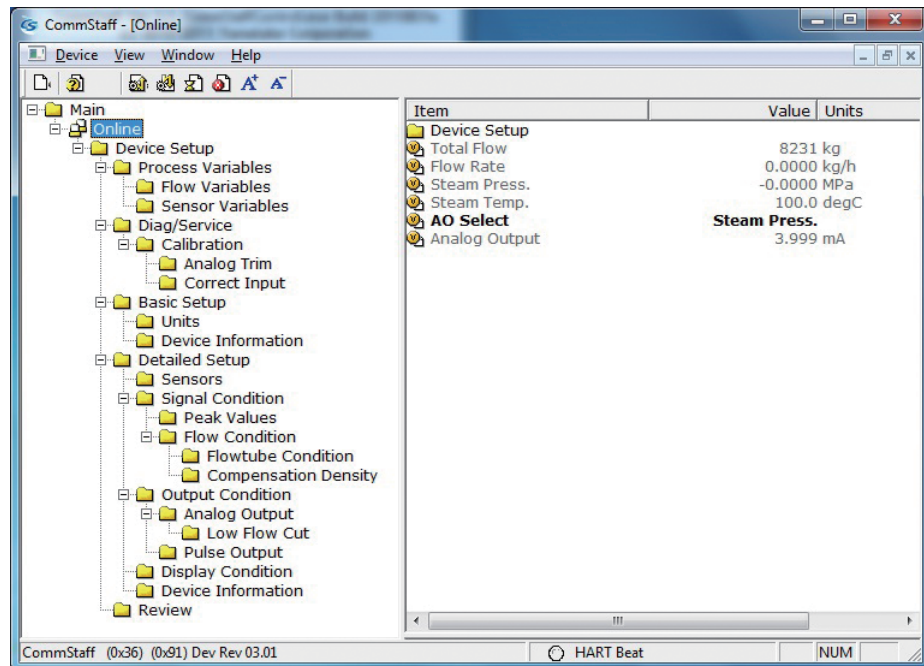 CommStaff - [Online]
Device View Window Help
Main
Online
Device Setup
Process Variables
Flow Variables
Sensor Variables
Diag/Service
Calibration
Analog Trim
Correct Input
Basic Setup
Units
Device Information
Detailed Setup
Sensors
Signal Condition
Peak Values
Flow Condition
Flowtube Condition
Compensation Density
Output Condition
Analog Output
Low Flow Cut
Pulse Output
Display Condition
Device Information
Review
Item Value Units
Device Setup
Total Flow 8231 kg
Flow Rate 0.0000 kg/h
Steam Press. -0.0000 MPa
Steam Temp. 100.0 degC
AO Select Steam Press.
Analog Output 3.999 mA
CommStaff (0x36) (0x91) Dev Rev 03.01 HART Beat NUM